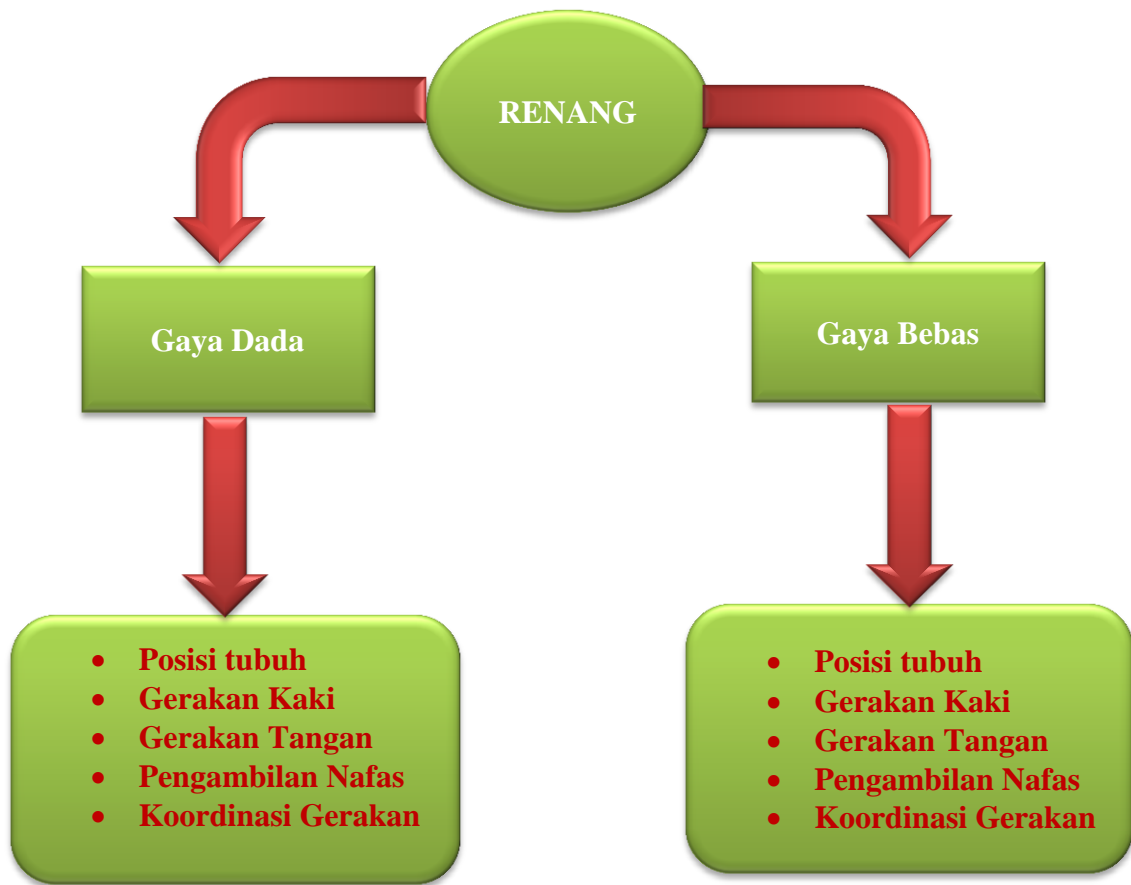 RENANG
Gaya Dada
Gaya Bebas
• Posisi tubuh
• Gerakan Kaki
• Gerakan Tangan
• Pengambilan Nafas
• Koordinasi Gerakan
• Posisi tubuh
• Gerakan Kaki
• Gerakan Tangan
• Pengambilan Nafas
• Koordinasi Gerakan